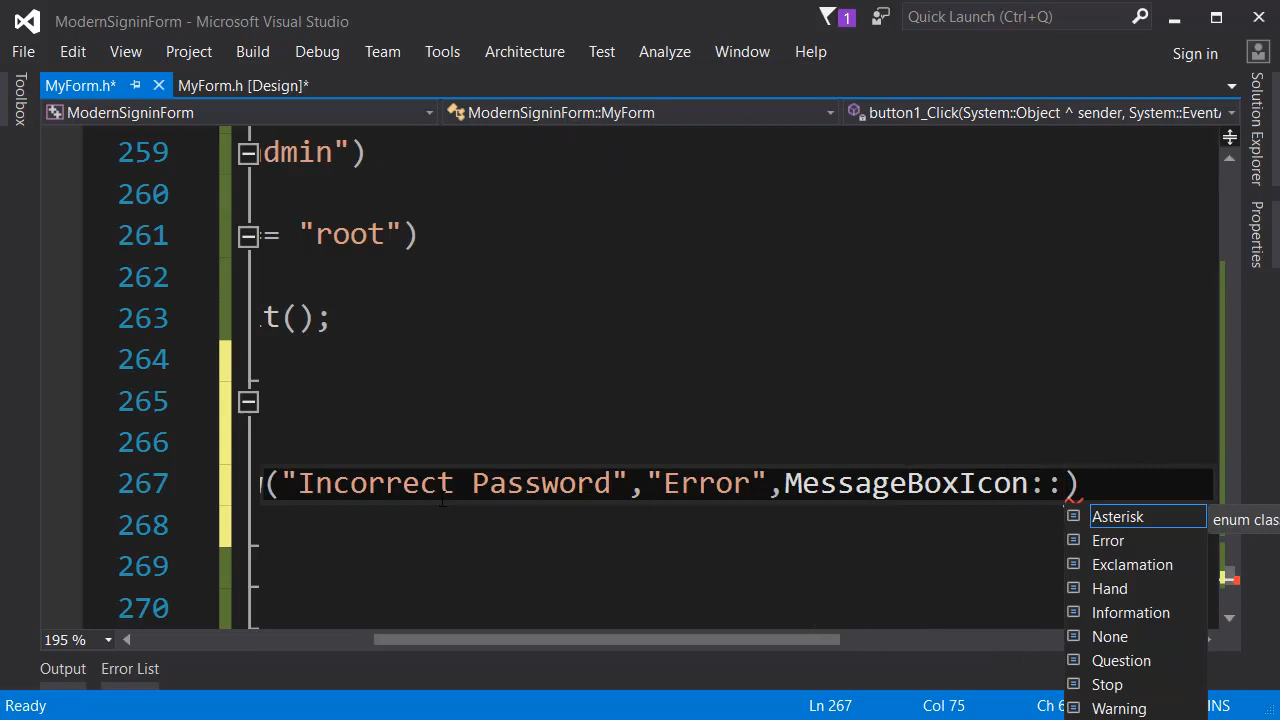 ModernSigninForm - Microsoft Visual Studio
1
Quick Launch (Ctrl+Q)
File Edit View Project Build Debug Team Tools Architecture Test Analyze Window Help
Sign in
Toolbox
MyForm.h*
MyForm.h [Design]*
ModernSigninForm
ModernSigninForm::MyForm
button1_Click(System::Object ^ sender, System::EventA
Solution Explorer
Properties
259 dmin")
260
261 = "root")
262
263 t();
264
265
266
267 ("Incorrect Password","Error",MessageBoxIcon::)
268
269
270
Asterisk
enum clas
Error
Exclamation
Hand
Information
None
Question
Stop
Warning
195 %
Output
Error List
Ready
Ln 267
Col 75
Ch 6
INS